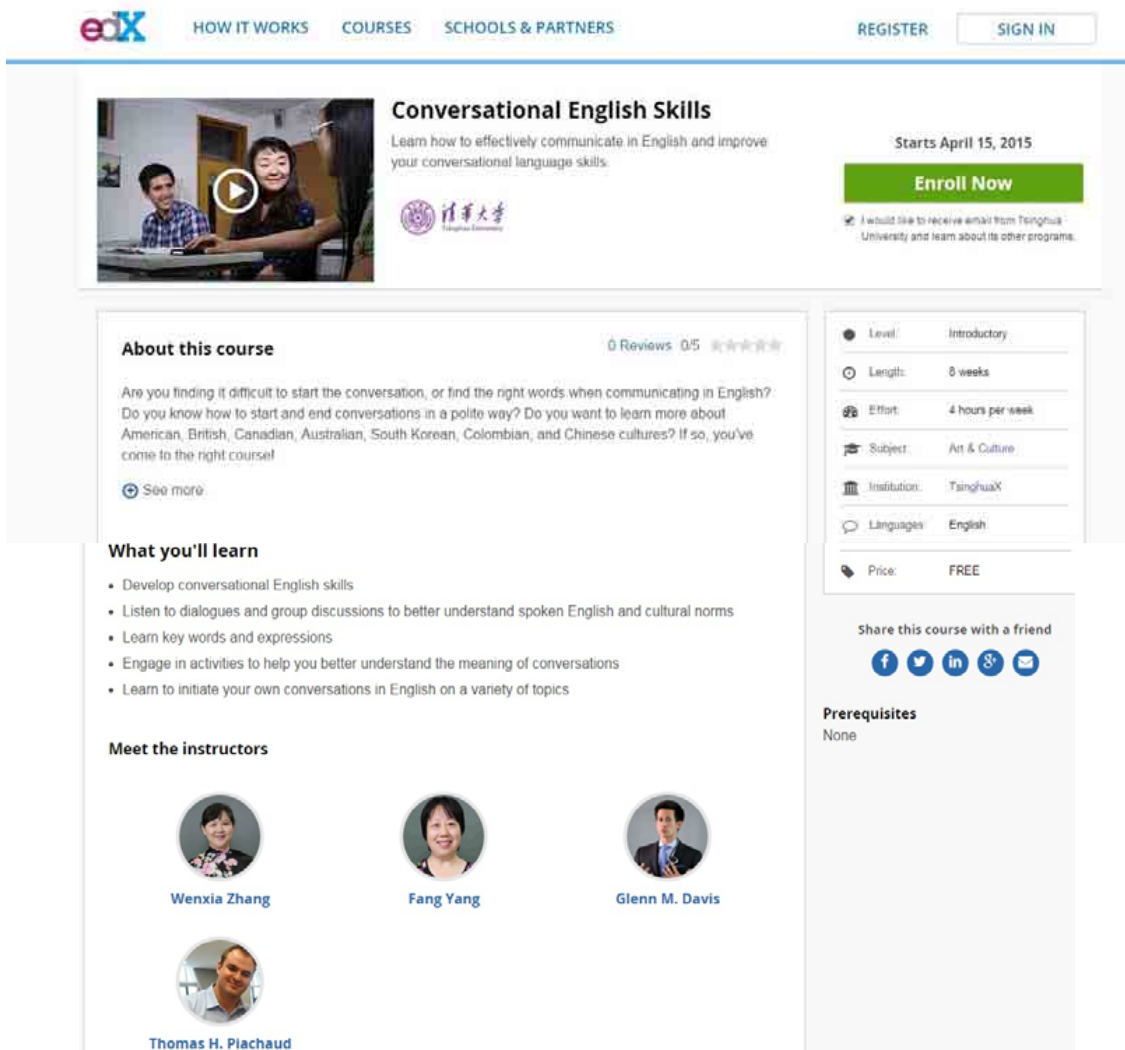 edX HOW IT WORKS COURSES SCHOOLS & PARTNERS REGISTER SIGN IN
Conversational English Skills
Learn how to effectively communicate in English and improve
your conversational language skills.
清华大学
Tsinghua University
Starts April 15, 2015
Enroll Now
I would like to receive email from Tsinghua
University and learn about its other programs.
About this course
0 Reviews 0/5
Are you finding it difficult to start the conversation, or find the right words when communicating in English?
Do you know how to start and end conversations in a polite way? Do you want to learn more about
American, British, Canadian, Australian, South Korean, Colombian, and Chinese cultures? If so, you've
come to the right course!
See more
What you'll learn
• Develop conversational English skills
• Listen to dialogues and group discussions to better understand spoken English and cultural norms
• Learn key words and expressions
• Engage in activities to help you better understand the meaning of conversations
• Learn to initiate your own conversations in English on a variety of topics
Meet the instructors
Wenxia Zhang Fang Yang Glenn M. Davis
Thomas H. Piachaud
Level: Introductory
Length: 8 weeks
Effort: 4 hours per week
Subject: Art & Culture
Institution: TsinghuaX
Languages: English
Price: FREE
Share this course with a friend
Prerequisites
None